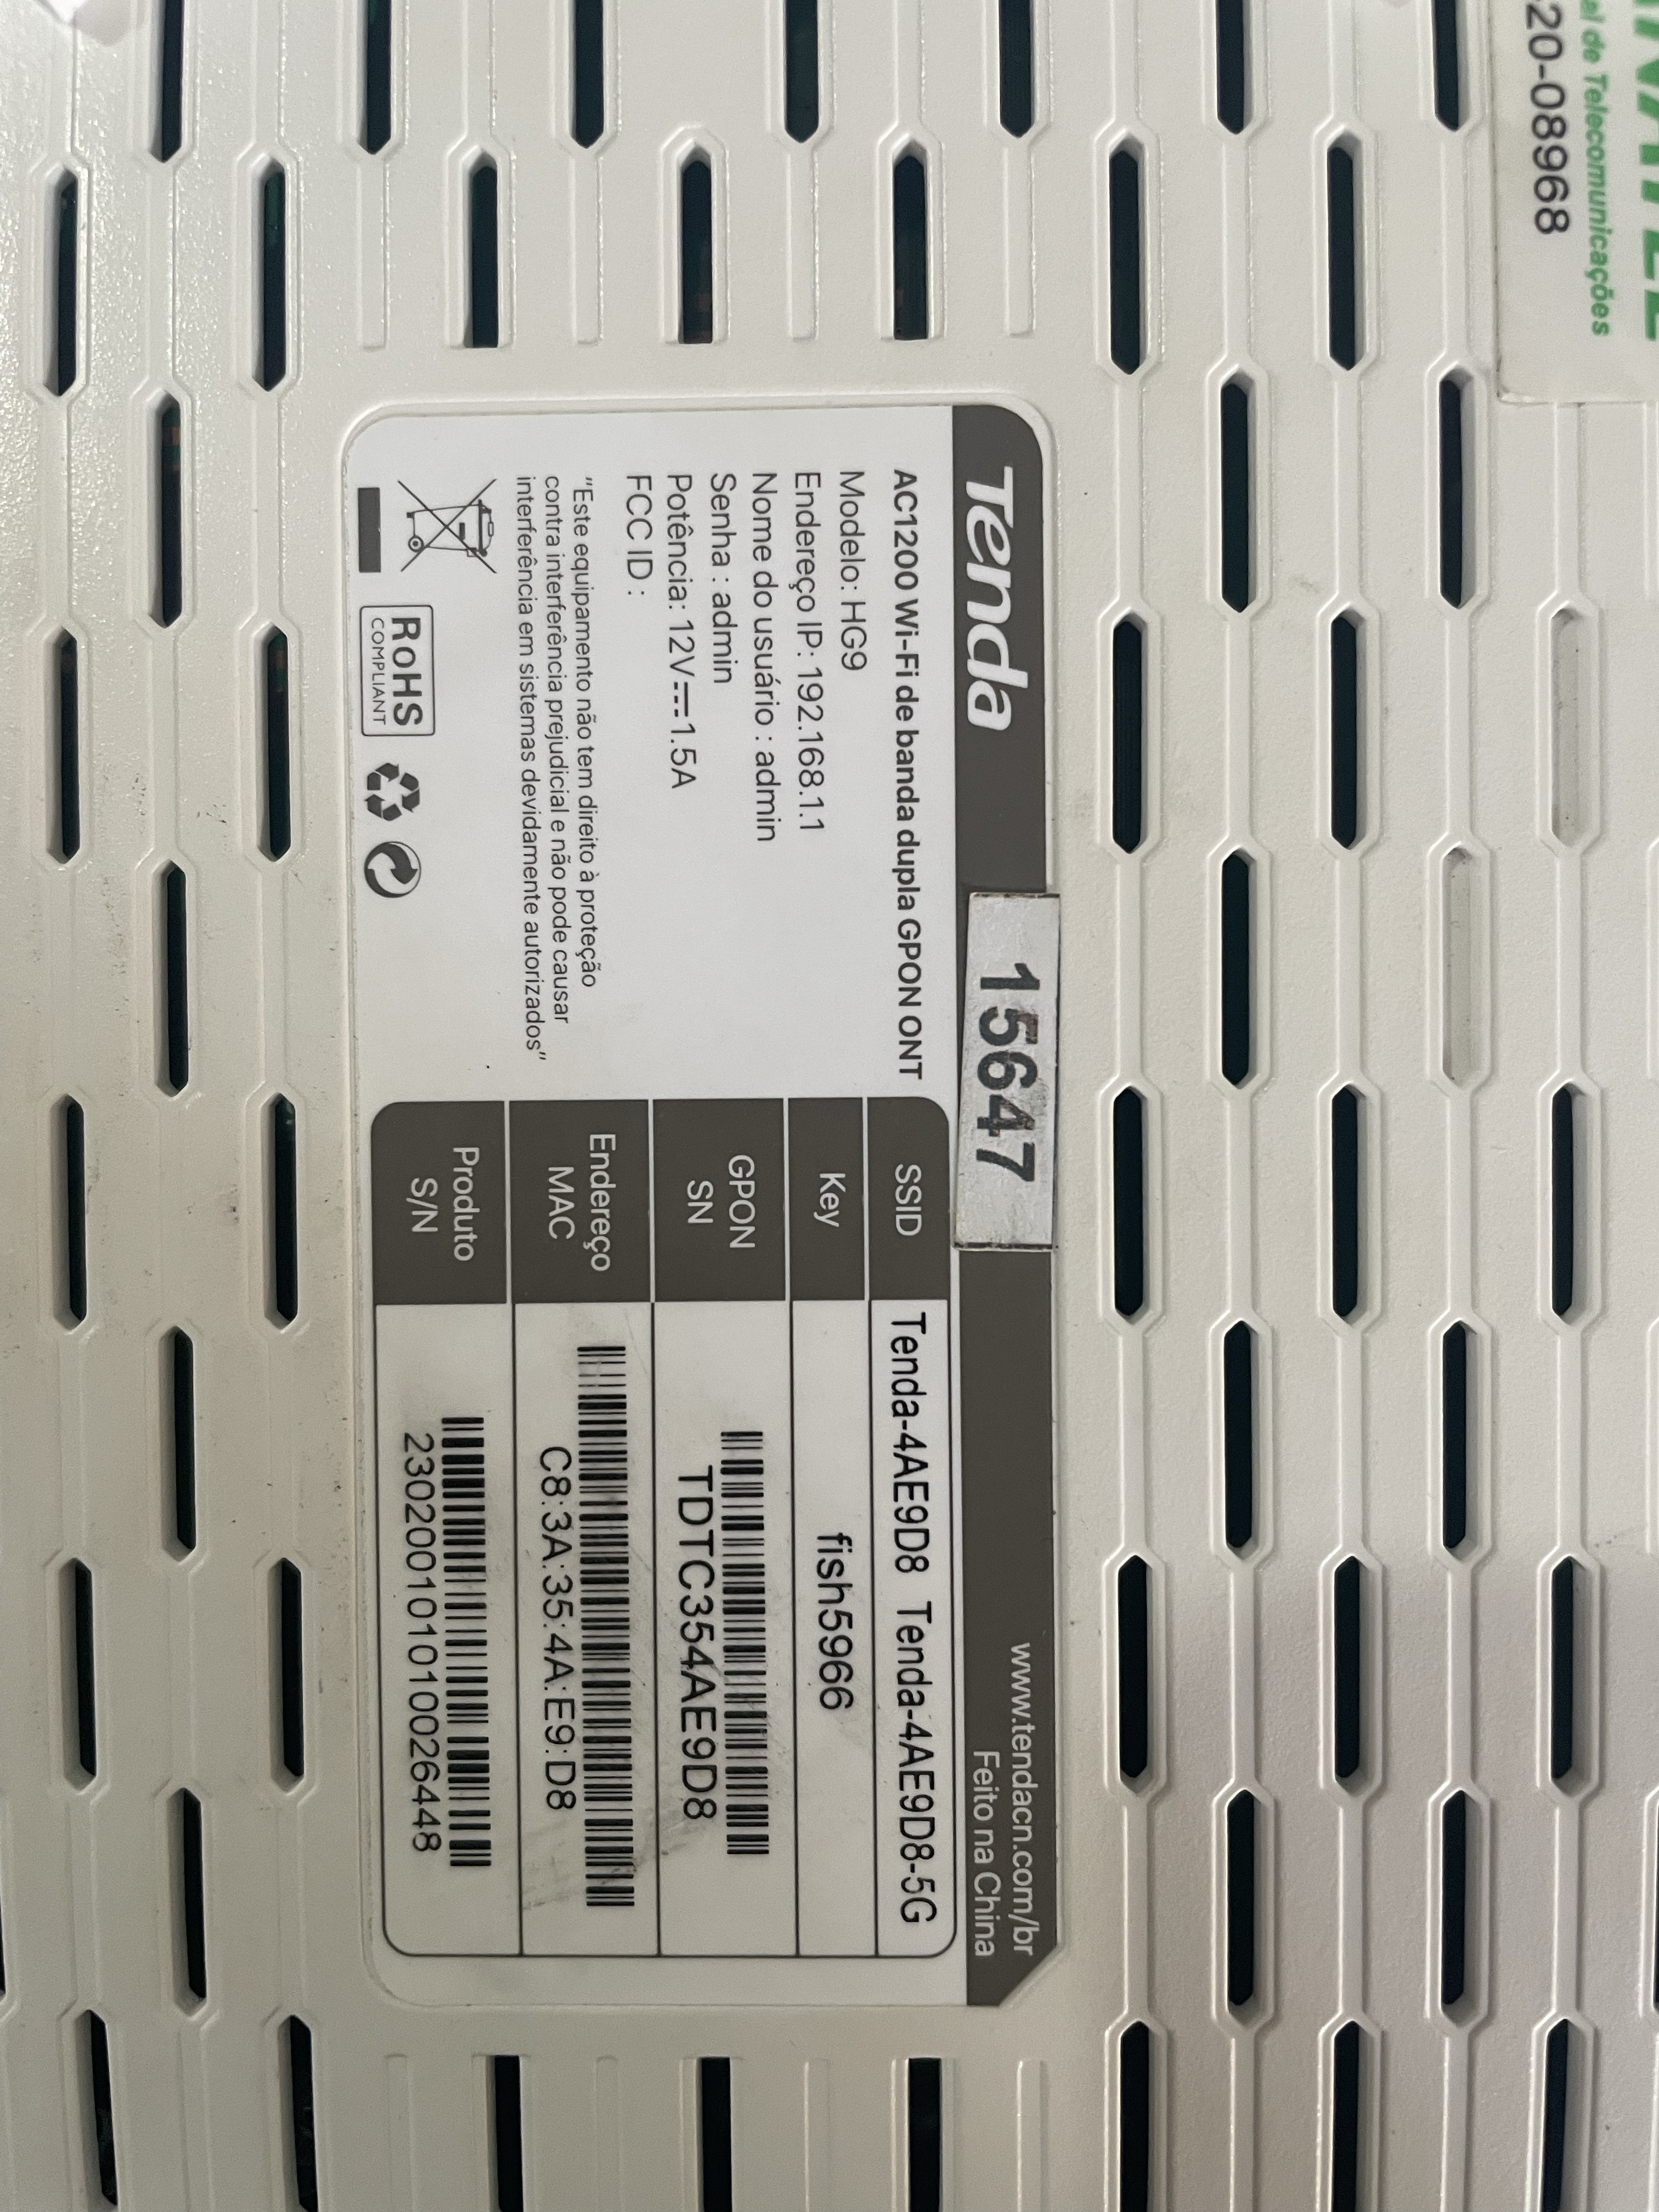 al de Telecomunicações
20-08968
Tenda
15647
www.tendacn.com/br
Feito na China
AC1200 Wi-Fi de banda dupla GPON ONT
Modelo: HG9
Endereço IP: 192.168.1.1
Nome do usuário : admin
Senha : admin
Potência: 12V⎓1.5A
FCC ID :
"Este equipamento não tem direito à proteção
contra interferência prejudicial e não pode causar
interferência em sistemas devidamente autorizados"
RoHS
COMPLIANT
SSID Tenda-4AE9D8 Tenda-4AE9D8-5G
Key fish5966
GPON
SN
TDTC354AE9D8
Endereço
MAC
C8:3A:35:4A:E9:D8
Produto
S/N
230200101010026448